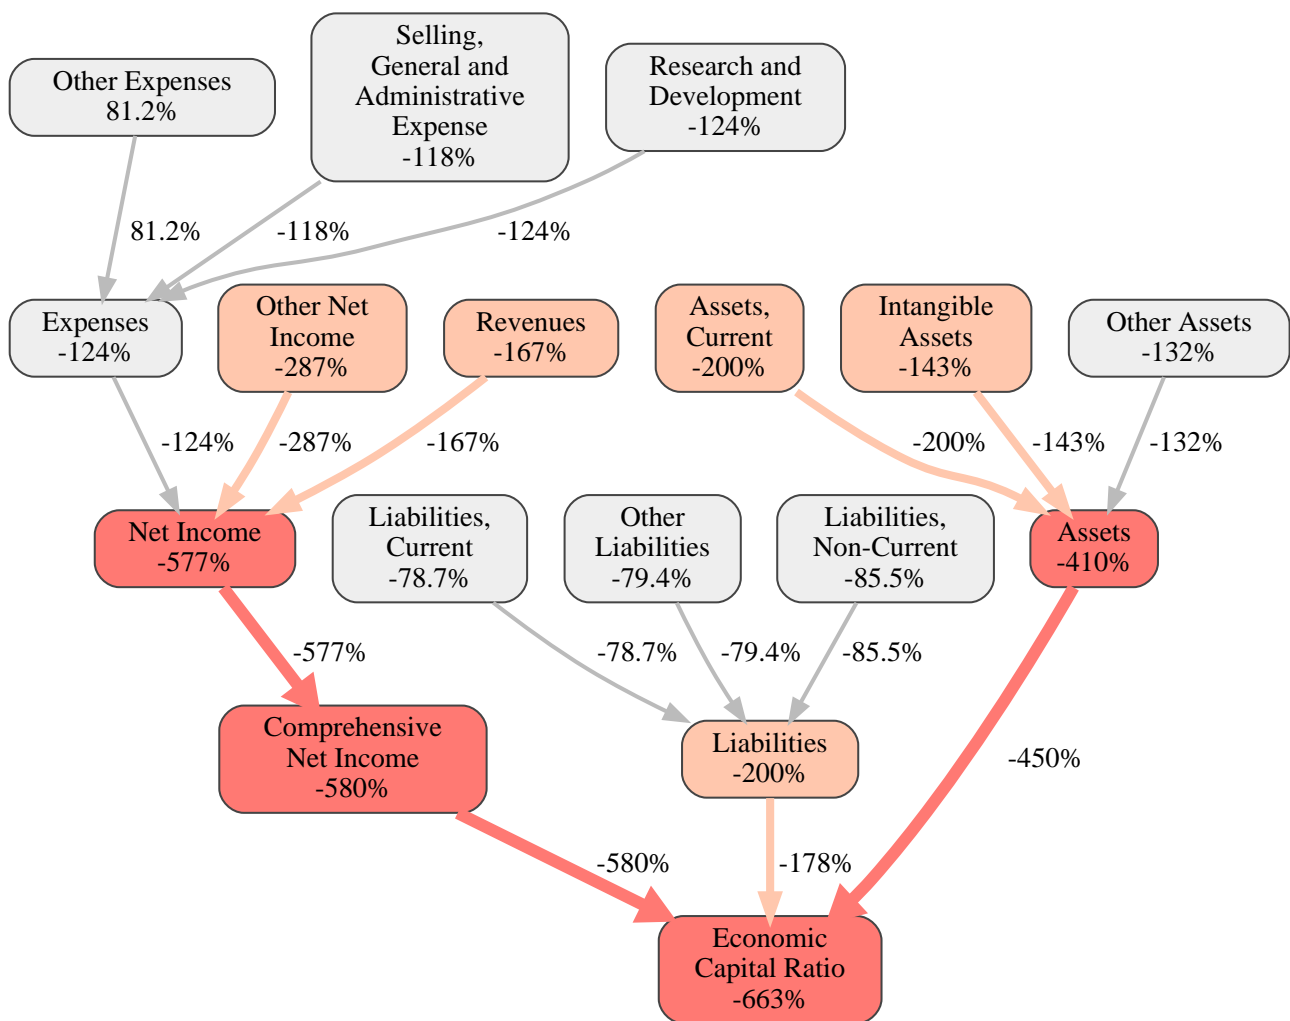 Other Expenses
81.2%
Selling,
General and
Administrative
Expense
-118%
Research and
Development
-124%
81.2%
-118%
-124%
Expenses
-124%
Other Net
Income
-287%
Revenues
-167%
Assets,
Current
-200%
Intangible
Assets
-143%
Other Assets
-132%
-124%
-287%
-167%
-200%
-143%
-132%
Net Income
-577%
Liabilities,
Current
-78.7%
Other
Liabilities
-79.4%
Liabilities,
Non-Current
-85.5%
Assets
-410%
-577%
-78.7%
-79.4%
-85.5%
-450%
Comprehensive
Net Income
-580%
Liabilities
-200%
-580%
-178%
Economic
Capital Ratio
-663%